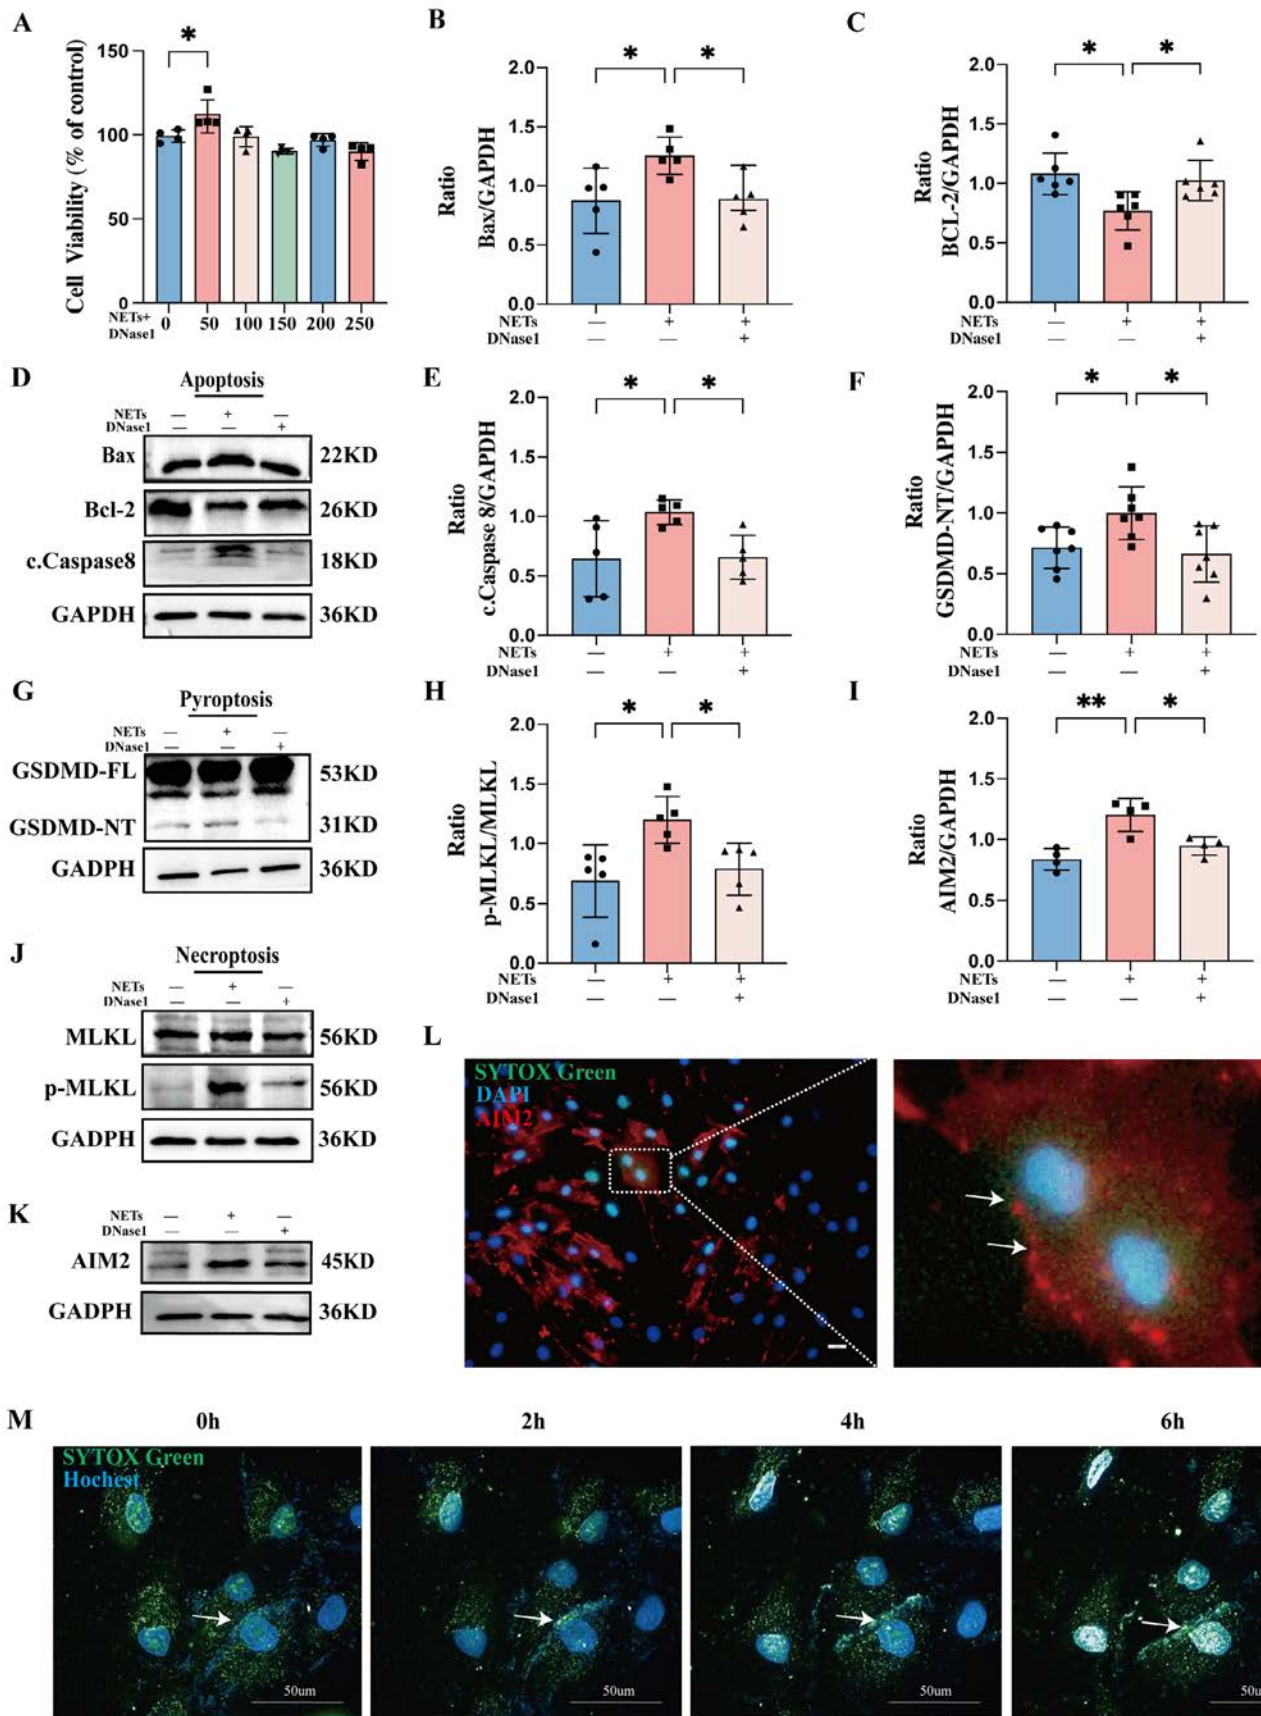 A
Cell Viability (% of control)
150
100
50
0
*
NETs+
DNase1
0 50 100 150 200 250
B
Ratio
Bax/GAPDH
2.0
1.5
1.0
0.5
0.0
* *
NETs — + +
DNase1 — — +
C
Ratio
BCL-2/GAPDH
2.0
1.5
1.0
0.5
0.0
* *
NETs — + +
DNase1 — — +
D
Apoptosis
NETs — + —
DNase1 — — +
Bax 22KD
Bcl-2 26KD
c.Caspase8 18KD
GAPDH 36KD
E
Ratio
c.Caspase 8/GAPDH
2.0
1.5
1.0
0.5
0.0
* *
NETs — + +
DNase1 — — +
F
Ratio
GSDMD-NT/GAPDH
2.0
1.5
1.0
0.5
0.0
* *
NETs — + +
DNase1 — — +
G
Pyroptosis
NETs — + —
DNase1 — — +
GSDMD-FL 53KD
GSDMD-NT 31KD
GADPH 36KD
H
Ratio
p-MLKL/MLKL
2.0
1.5
1.0
0.5
0.0
* *
NETs — + +
DNase1 — — +
I
Ratio
AIM2/GAPDH
2.0
1.5
1.0
0.5
0.0
** *
NETs — + +
DNase1 — — +
J
Necroptosis
NETs — + —
DNase1 — — +
MLKL 56KD
p-MLKL 56KD
GADPH 36KD
K
NETs — + —
DNase1 — — +
AIM2 45KD
GADPH 36KD
L
SYTOX Green
DAPI
AIM2
M
0h 2h 4h 6h
SYTOX Green
Hochest
50um 50um 50um 50u